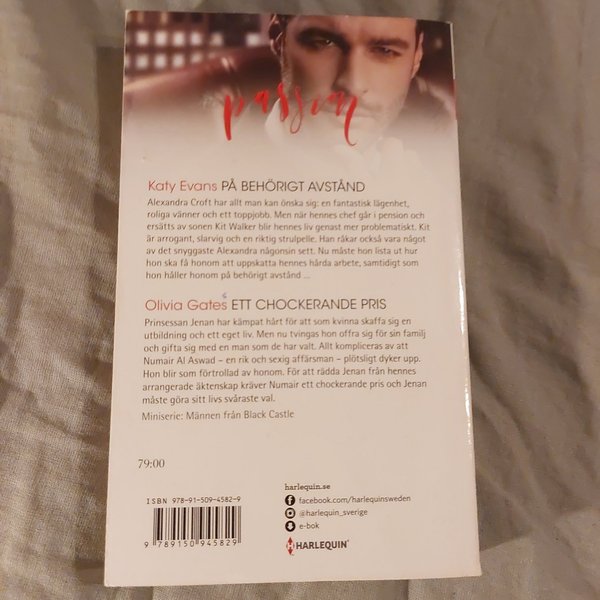 passion
Katy Evans PÅ BEHÖRIGT AVSTÅND
Alexandra Croft har allt man kan önska sig: en fantastisk lägenhet,
roliga vänner och ett toppjobb. Men när hennes chef går i pension och
ersätts av sonen Kit Walker blir hennes liv genast mer problematiskt. Kit
är arrogant, slarvig och en riktig strulpelle. Han råkar också vara något
av det snyggaste Alexandra någonsin sett. Nu måste hon lista ut hur
hon ska få honom att uppskatta hennes hårda arbete, samtidigt som
hon håller honom på behörigt avstånd ...
Olivia Gates ETT CHOCKERANDE PRIS
Prinsessan Jenan har kämpat hårt för att som kvinna skaffa sig en
utbildning och ett eget liv. Men nu tvingas hon offra sig för sin familj
och gifta sig med en man som de har valt. Allt kompliceras av att
Numair Al Aswad – en rik och sexig affärsman – plötsligt dyker upp.
Hon blir som förtrollad av honom. För att rädda Jenan från hennes
arrangerade äktenskap kräver Numair ett chockerande pris och Jenan
måste göra sitt livs svåraste val.
Miniserie: Männen från Black Castle
79:00
ISBN 978-91-509-4582-9
9789150945829
harlequin.se
facebook.com/harlequinsweden
@harlequin_sverige
e-bok
HARLEQUIN